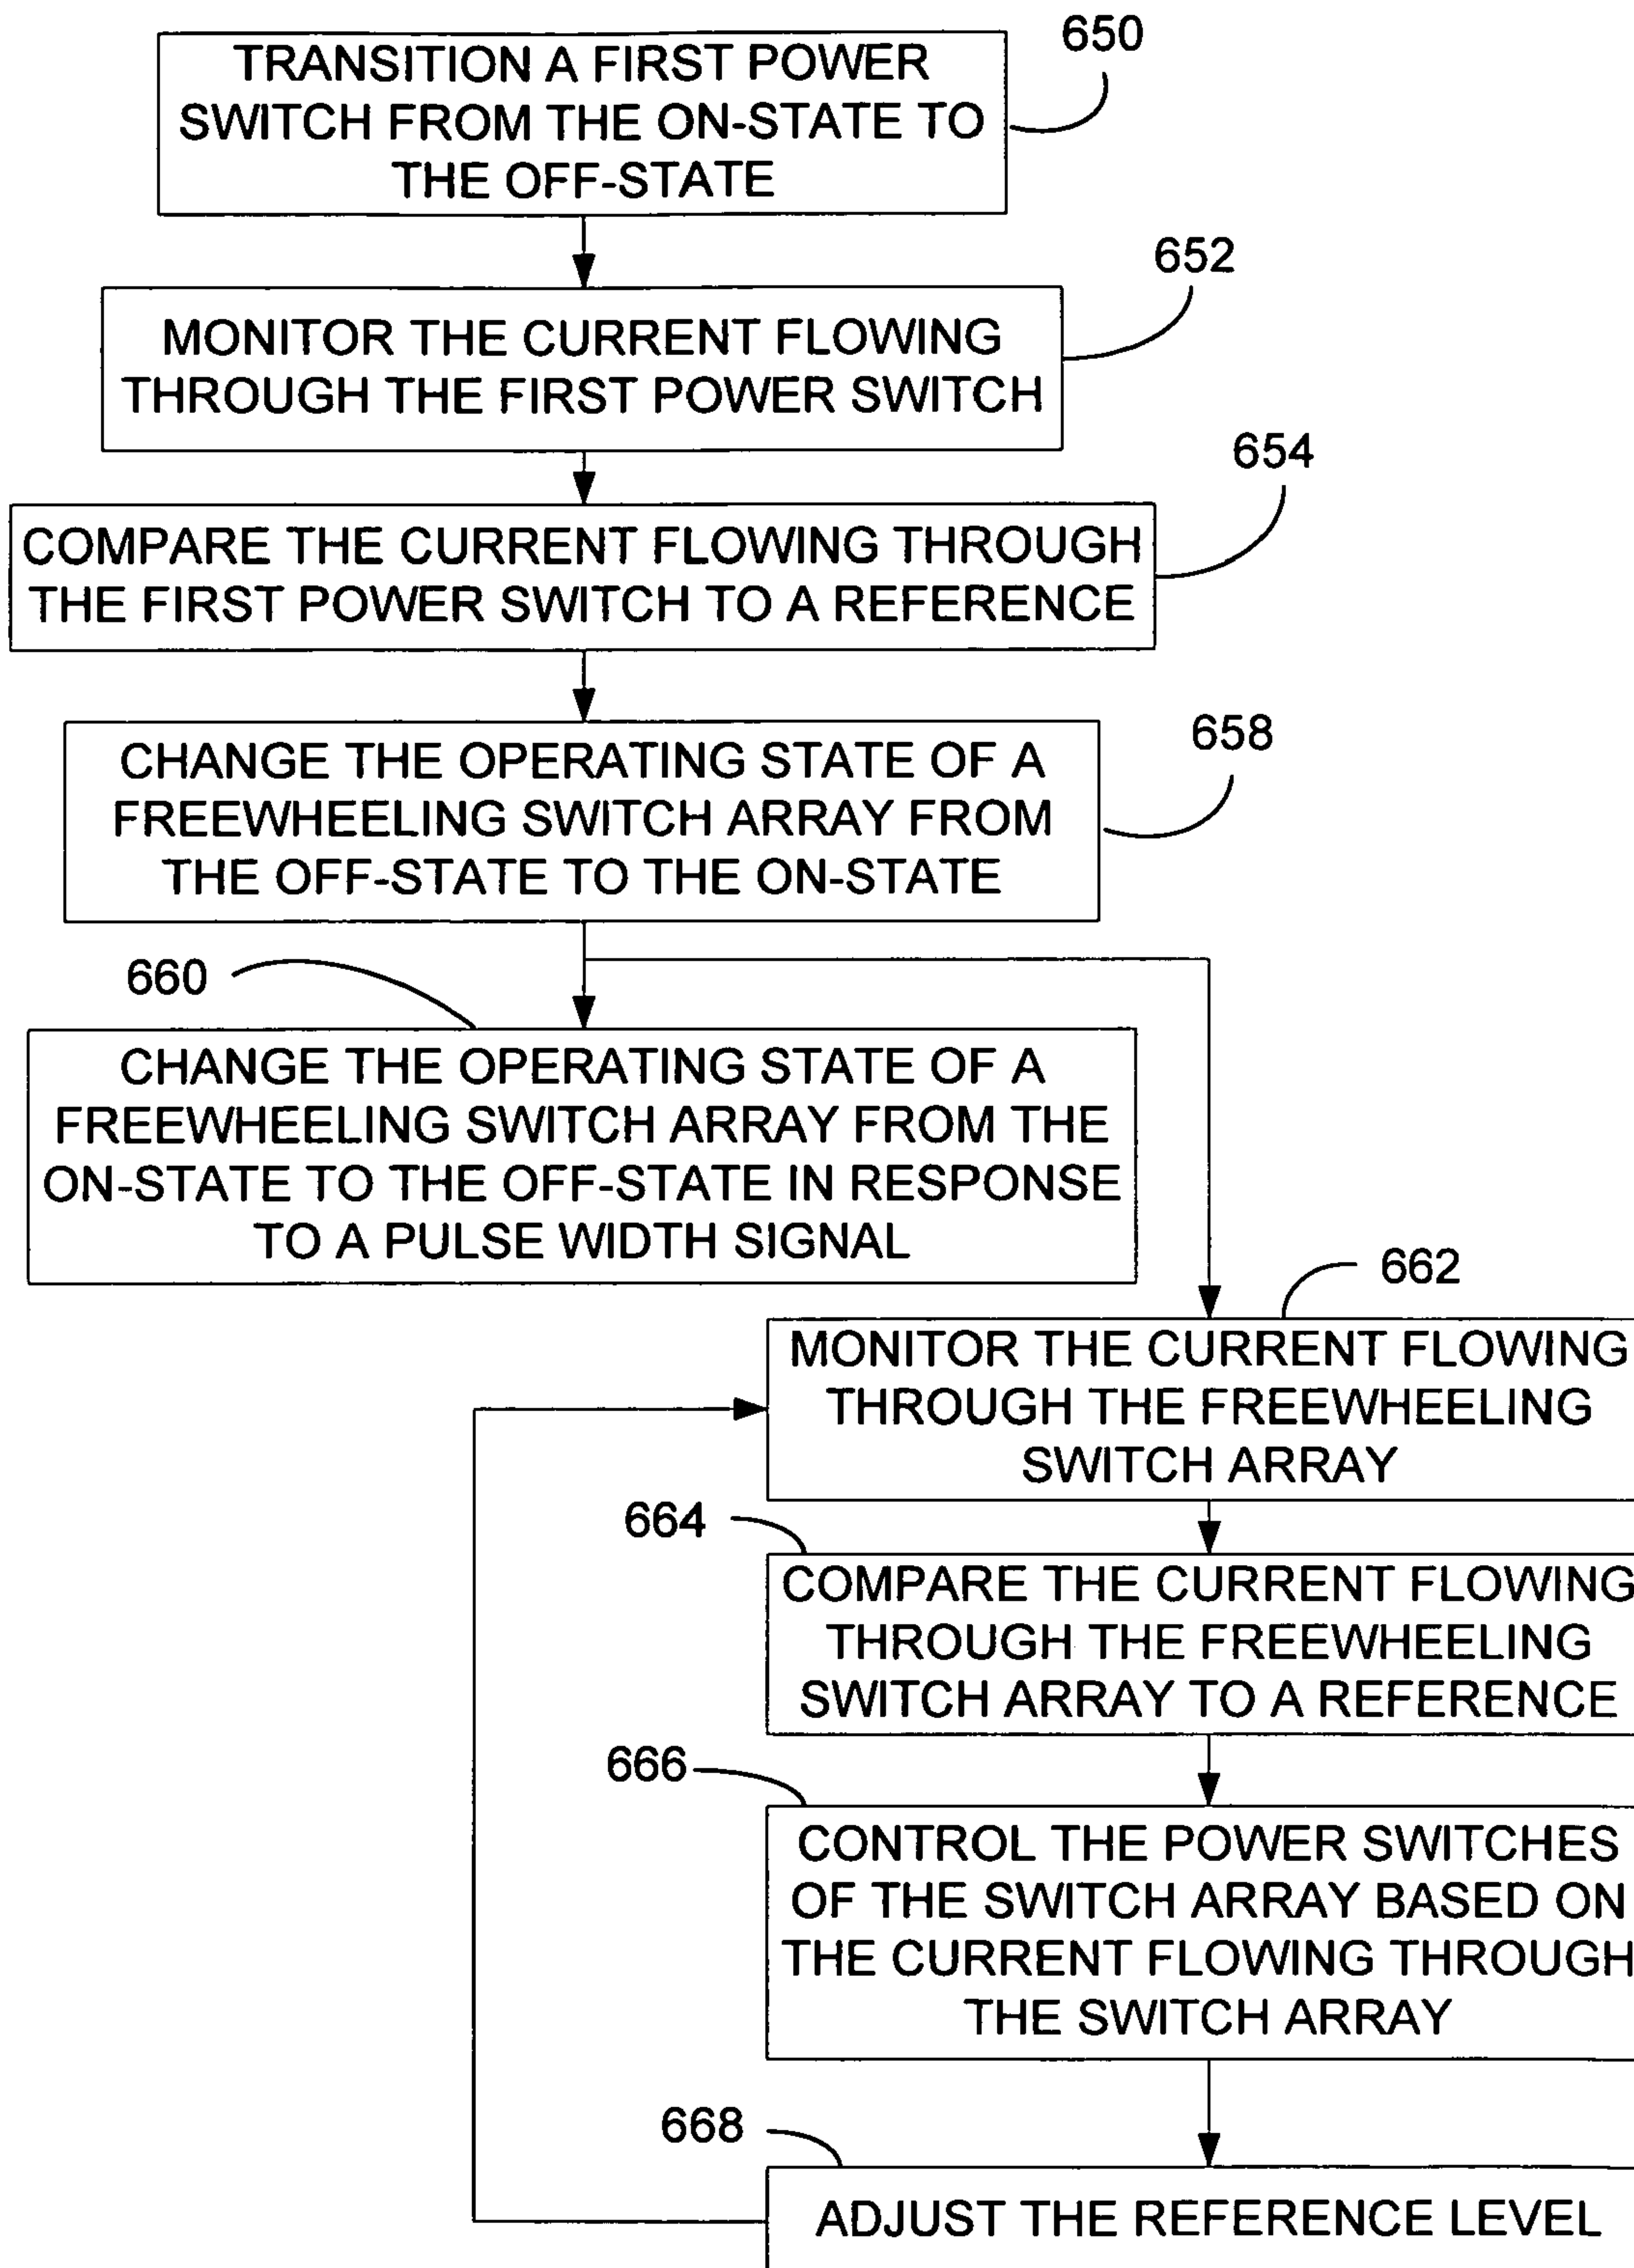 650
TRANSITION A FIRST POWER
SWITCH FROM THE ON-STATE TO
THE OFF-STATE
652
MONITOR THE CURRENT FLOWING
THROUGH THE FIRST POWER SWITCH
654
COMPARE THE CURRENT FLOWING THROUGH
THE FIRST POWER SWITCH TO A REFERENCE
658
CHANGE THE OPERATING STATE OF A
FREEWHEELING SWITCH ARRAY FROM
THE OFF-STATE TO THE ON-STATE
660
CHANGE THE OPERATING STATE OF A
FREEWHEELING SWITCH ARRAY FROM THE
ON-STATE TO THE OFF-STATE IN RESPONSE
TO A PULSE WIDTH SIGNAL
662
MONITOR THE CURRENT FLOWING
THROUGH THE FREEWHEELING
SWITCH ARRAY
664
COMPARE THE CURRENT FLOWING
THROUGH THE FREEWHEELING
SWITCH ARRAY TO A REFERENCE
666
CONTROL THE POWER SWITCHES
OF THE SWITCH ARRAY BASED ON
THE CURRENT FLOWING THROUGH
THE SWITCH ARRAY
668
ADJUST THE REFERENCE LEVEL